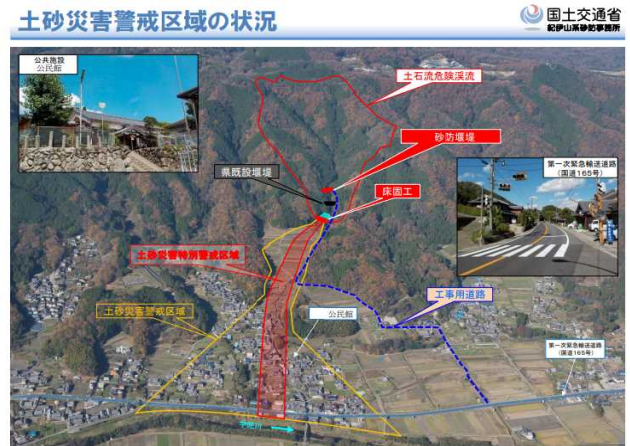 土砂災害警戒区域の状況
国土交通省
紀伊山系砂防事務所
公共施設
公民館
土石流危険渓流
砂防堰堤
県既設堰堤
第一次緊急輸送道路
(国道165号)
床固工
土砂災害特別警戒区域
工事用道路
土砂災害警戒区域
公民館
第一次緊急輸送道路
(国道165号)